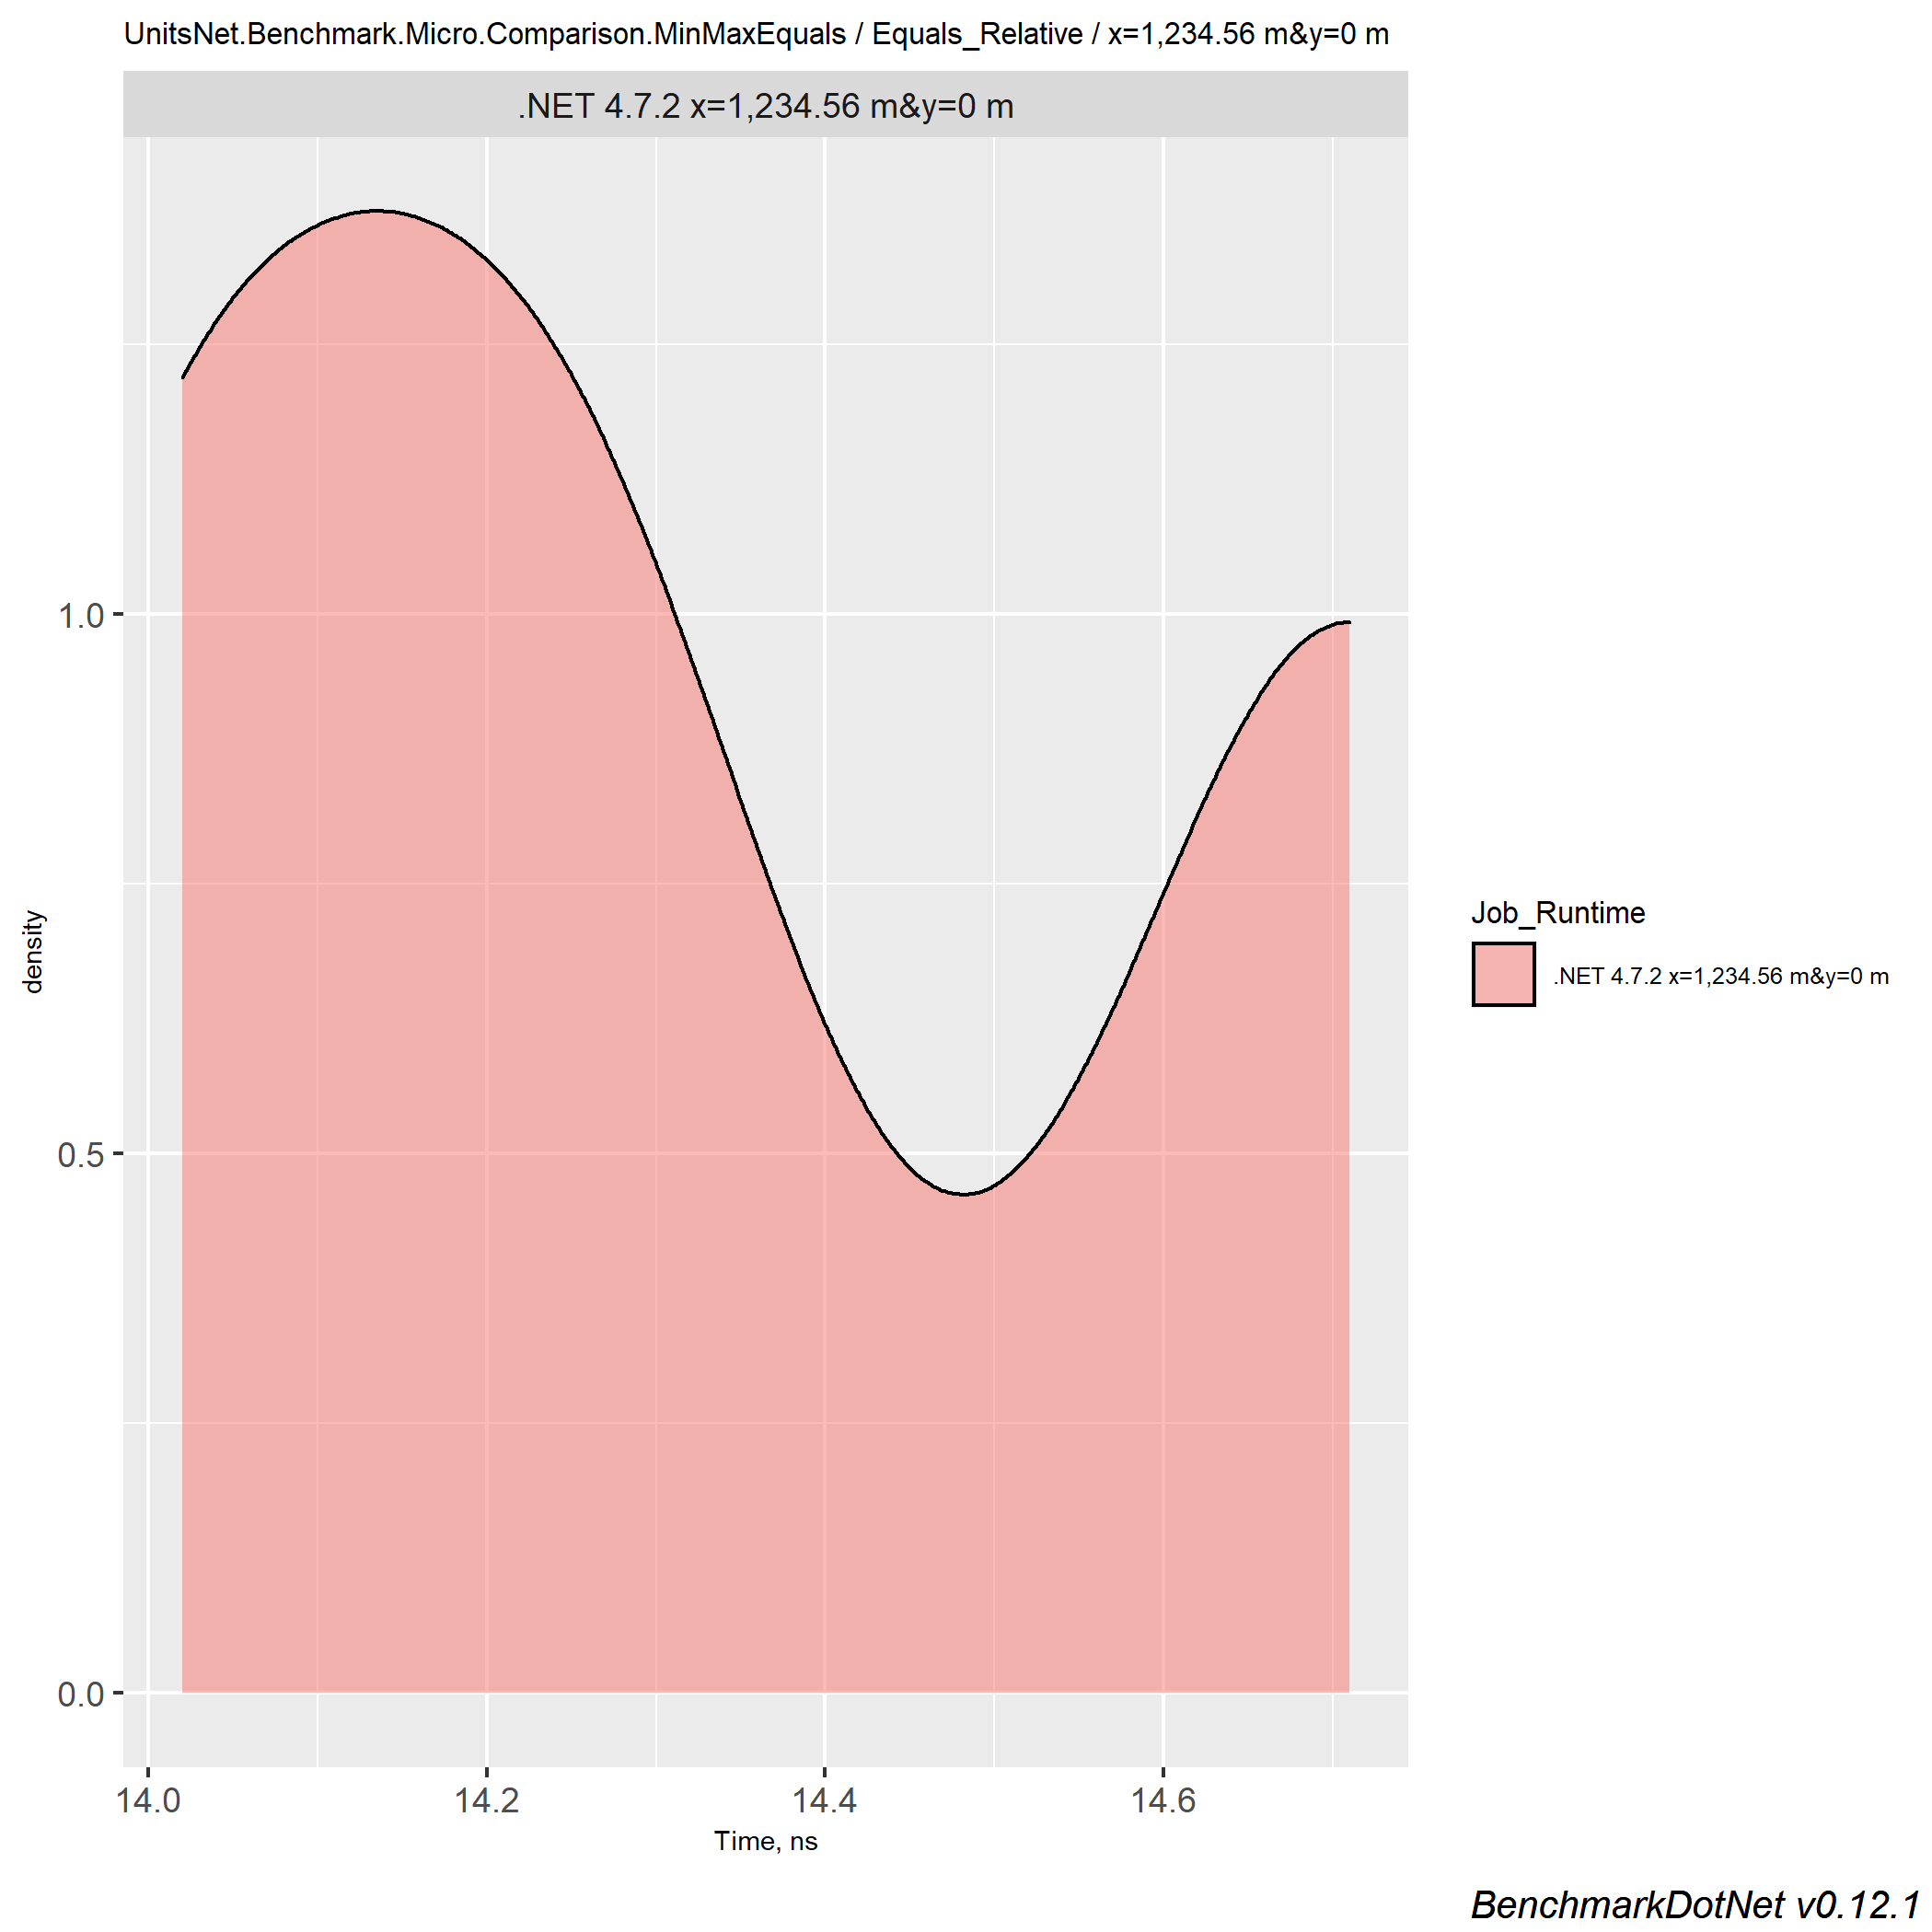 UnitsNet.Benchmark.Micro.Comparison.MinMaxEquals / Equals_Relative / x=1,234.56 m&y=0 m
.NET 4.7.2 x=1,234.56 m&y=0 m
1.0
0.5
0.0
density
14.0 14.2 14.4 14.6
Time, ns
Job_Runtime
.NET 4.7.2 x=1,234.56 m&y=0 m
BenchmarkDotNet v0.12.1